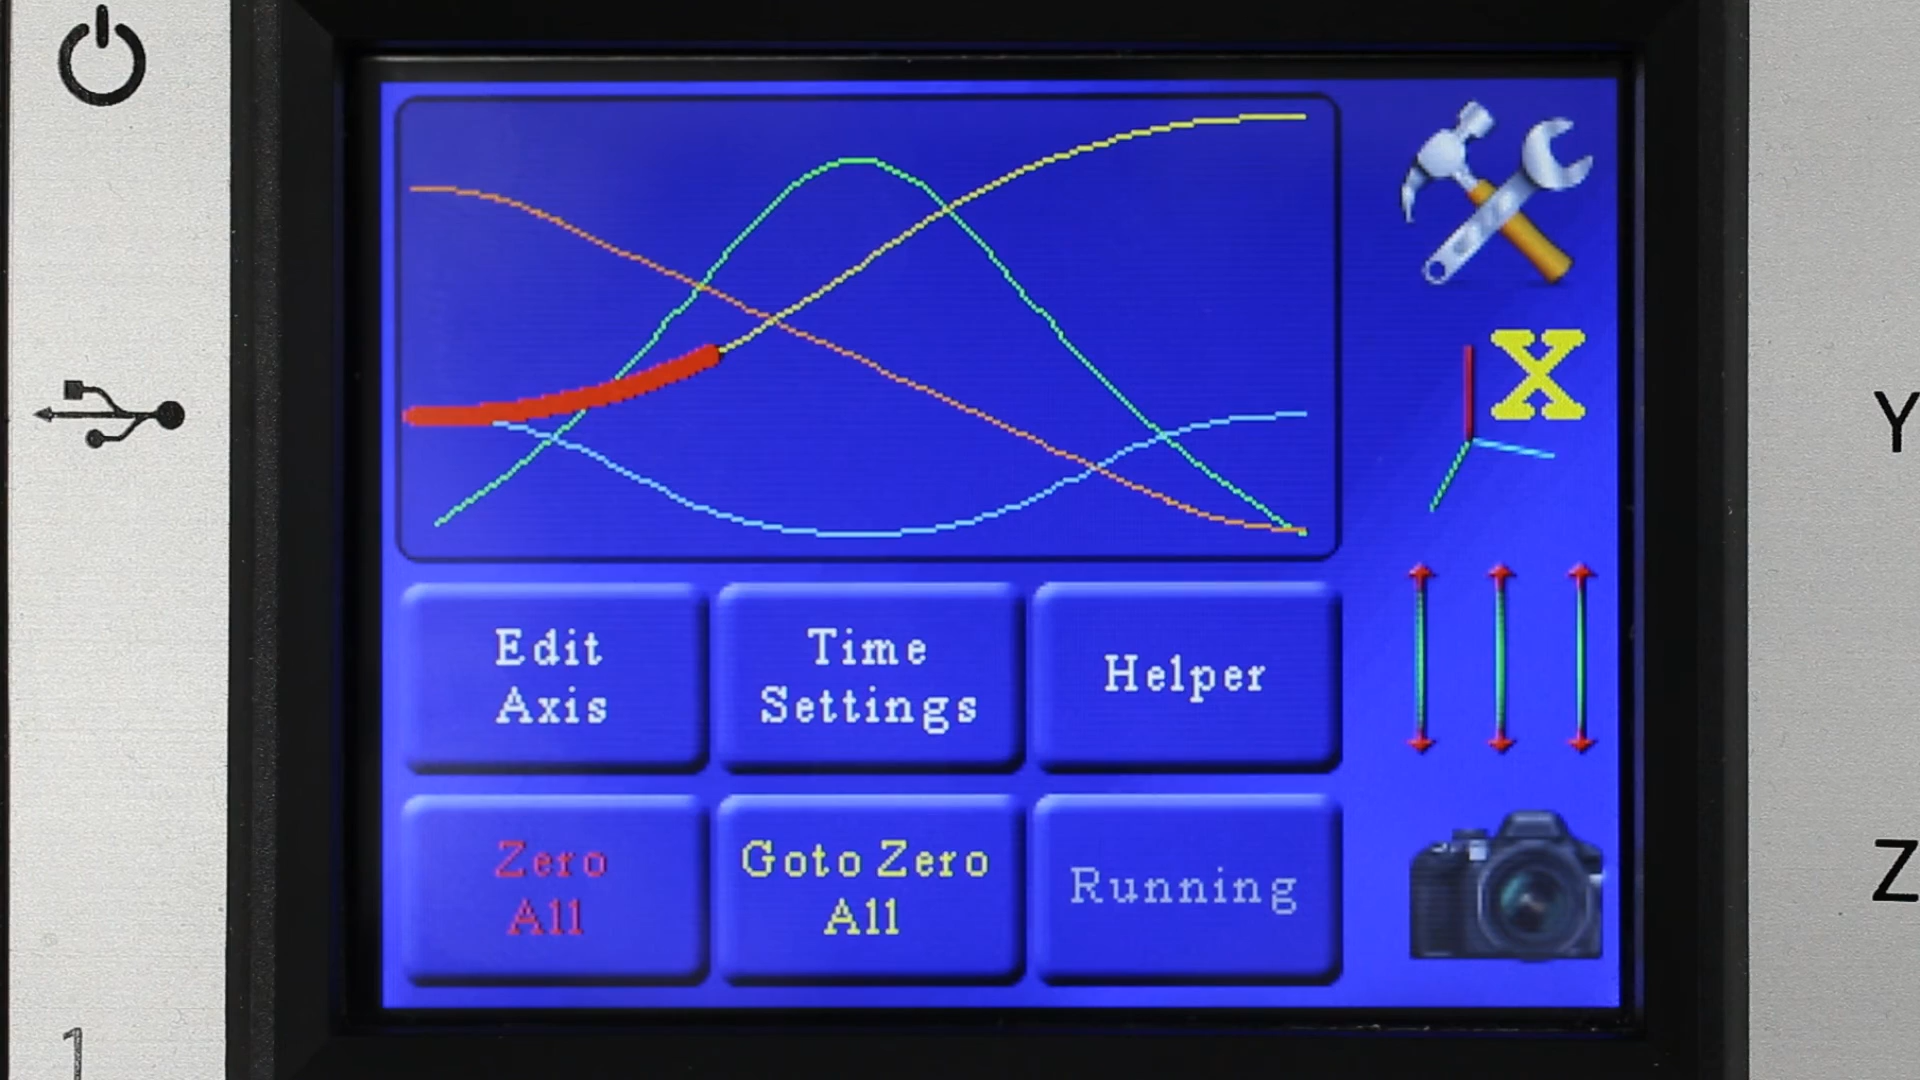 X
Y
Edit
Axis
Time
Settings
Helper
Zero
All
Goto Zero
All
Running
Z
1